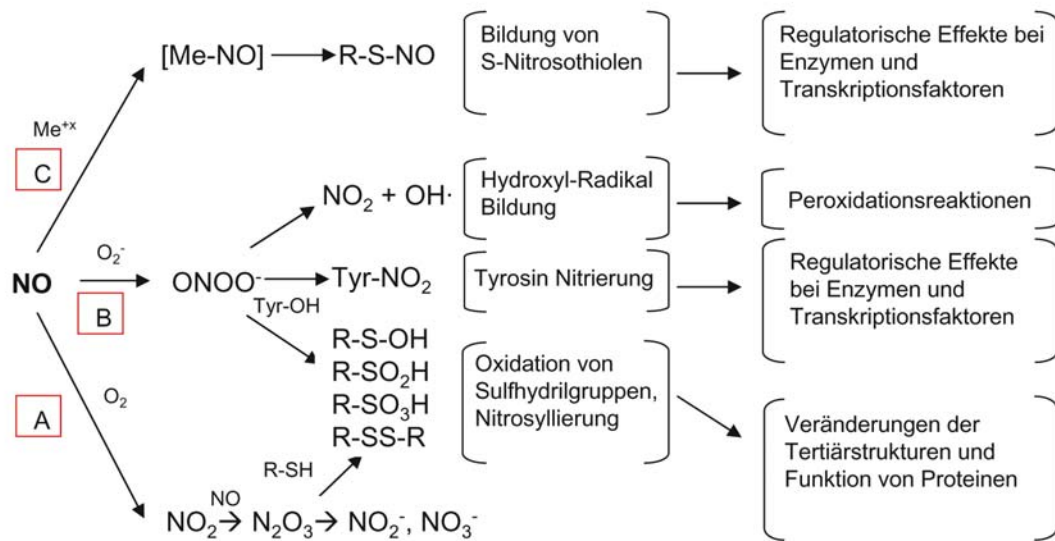 [Me-NO]
R-S-NO
Bildung von
S-Nitrosothiolen
Regulatorische Effekte bei
Enzymen und
Transkriptionsfaktoren
Me⁺ˣ
C
NO₂ + OH·
Hydroxyl-Radikal
Bildung
Peroxidationsreaktionen
NO
O₂⁻
B
ONOO⁻
Tyr-OH
Tyr-NO₂
Tyrosin Nitrierung
Regulatorische Effekte
bei Enzymen und
Transkriptionsfaktoren
R-S-OH
R-SO₂H
R-SO₃H
R-SS-R
Oxidation von
Sulfhydrilgruppen,
Nitrosyllierung
Veränderungen der
Tertiärstrukturen und
Funktion von Proteinen
A
O₂
R-SH
NO
NO₂→ N₂O₃→ NO₂⁻, NO₃⁻